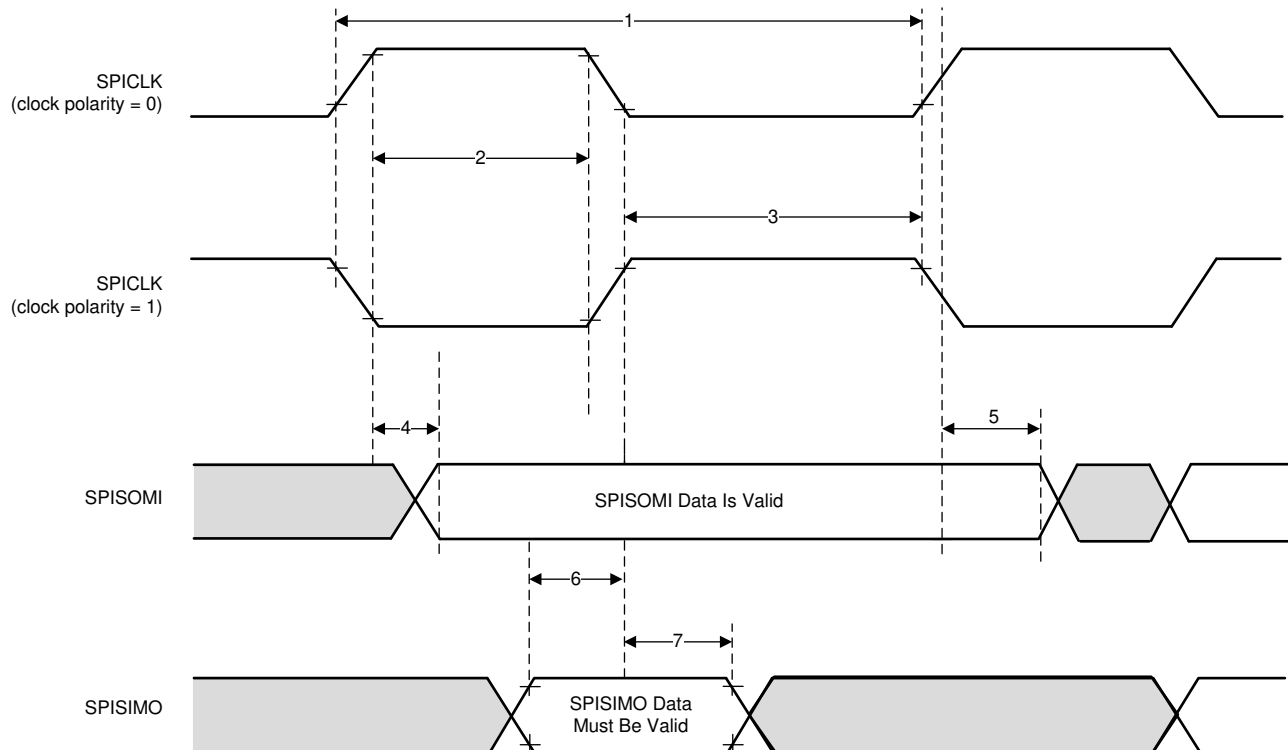 1
SPICLK
(clock polarity = 0)
2
3
SPICLK
(clock polarity = 1)
4
5
SPISOMI
SPISOMI Data Is Valid
6
7
SPISIMO
SPISIMO Data
Must Be Valid